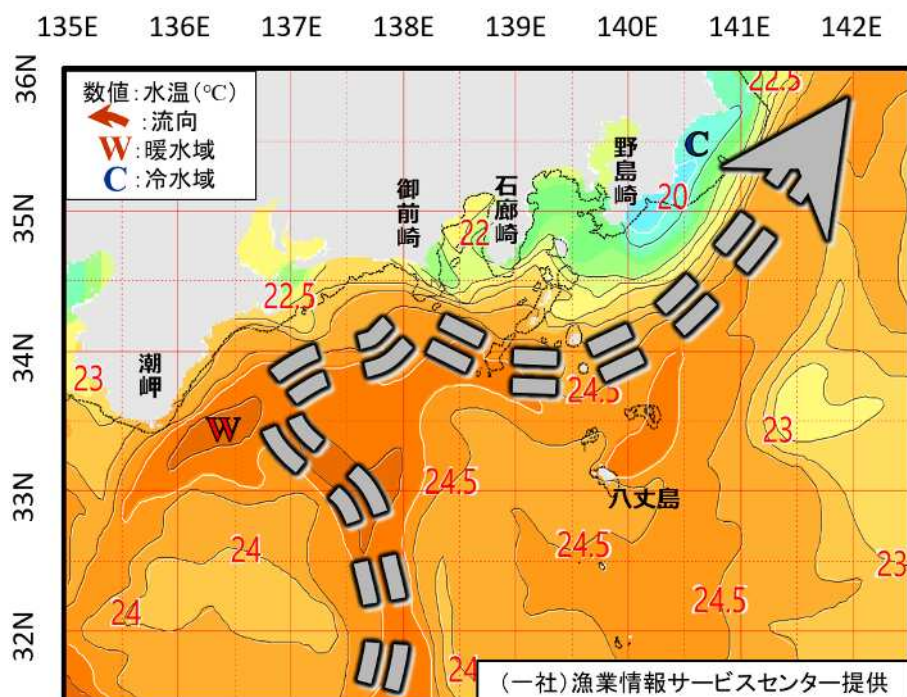 135E 136E 137E 138E 139E 140E 141E 142E
36N
数値:水温(℃)
:流向
W:暖水域
C:冷水域
22.5
C
野島崎
石廊崎
御前崎
20
35N
22
22.5
34N
潮岬
23
24.5
23
W
24.5
33N
八丈島
24
24.5
23
24
24.5
32N
24
(一社)漁業情報サービスセンター提供